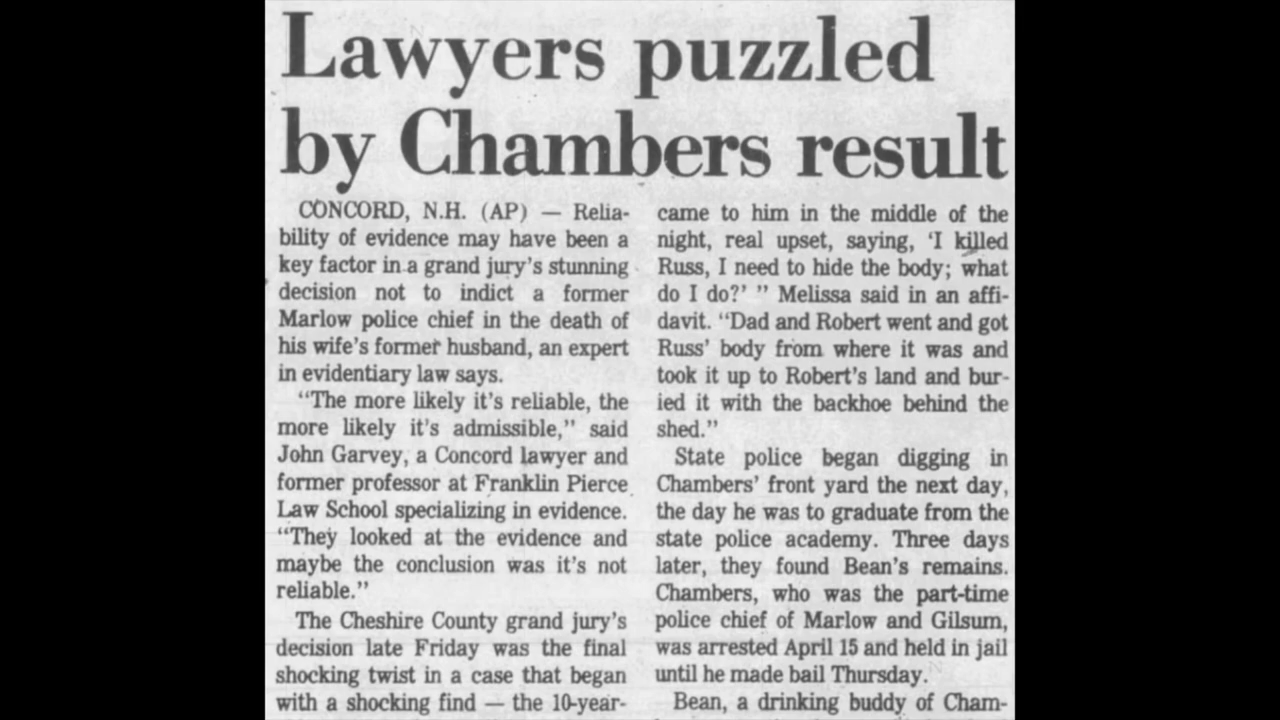 Lawyers puzzled
by Chambers result
CONCORD, N.H. (AP) — Relia-
bility of evidence may have been a
key factor in a grand jury's stunning
decision not to indict a former
Marlow police chief in the death of
his wife's former husband, an expert
in evidentiary law says.
"The more likely it's reliable, the
more likely it's admissible," said
John Garvey, a Concord lawyer and
former professor at Franklin Pierce
Law School specializing in evidence.
"They looked at the evidence and
maybe the conclusion was it's not
reliable."
The Cheshire County grand jury's
decision late Friday was the final
shocking twist in a case that began
with a shocking find — the 10-year-
came to him in the middle of the
night, real upset, saying, 'I killed
Russ, I need to hide the body; what
do I do?' " Melissa said in an affi-
davit. "Dad and Robert went and got
Russ' body from where it was and
took it up to Robert's land and bur-
ied it with the backhoe behind the
shed."
State police began digging in
Chambers' front yard the next day,
the day he was to graduate from the
state police academy. Three days
later, they found Bean's remains.
Chambers, who was the part-time
police chief of Marlow and Gilsum,
was arrested April 15 and held in jail
until he made bail Thursday.
Bean, a drinking buddy of Cham-